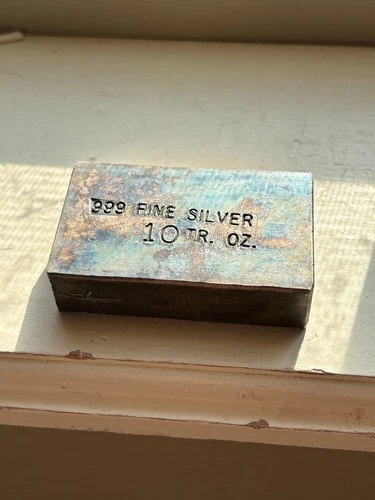 999 FINE SILVER
10 TR. OZ.